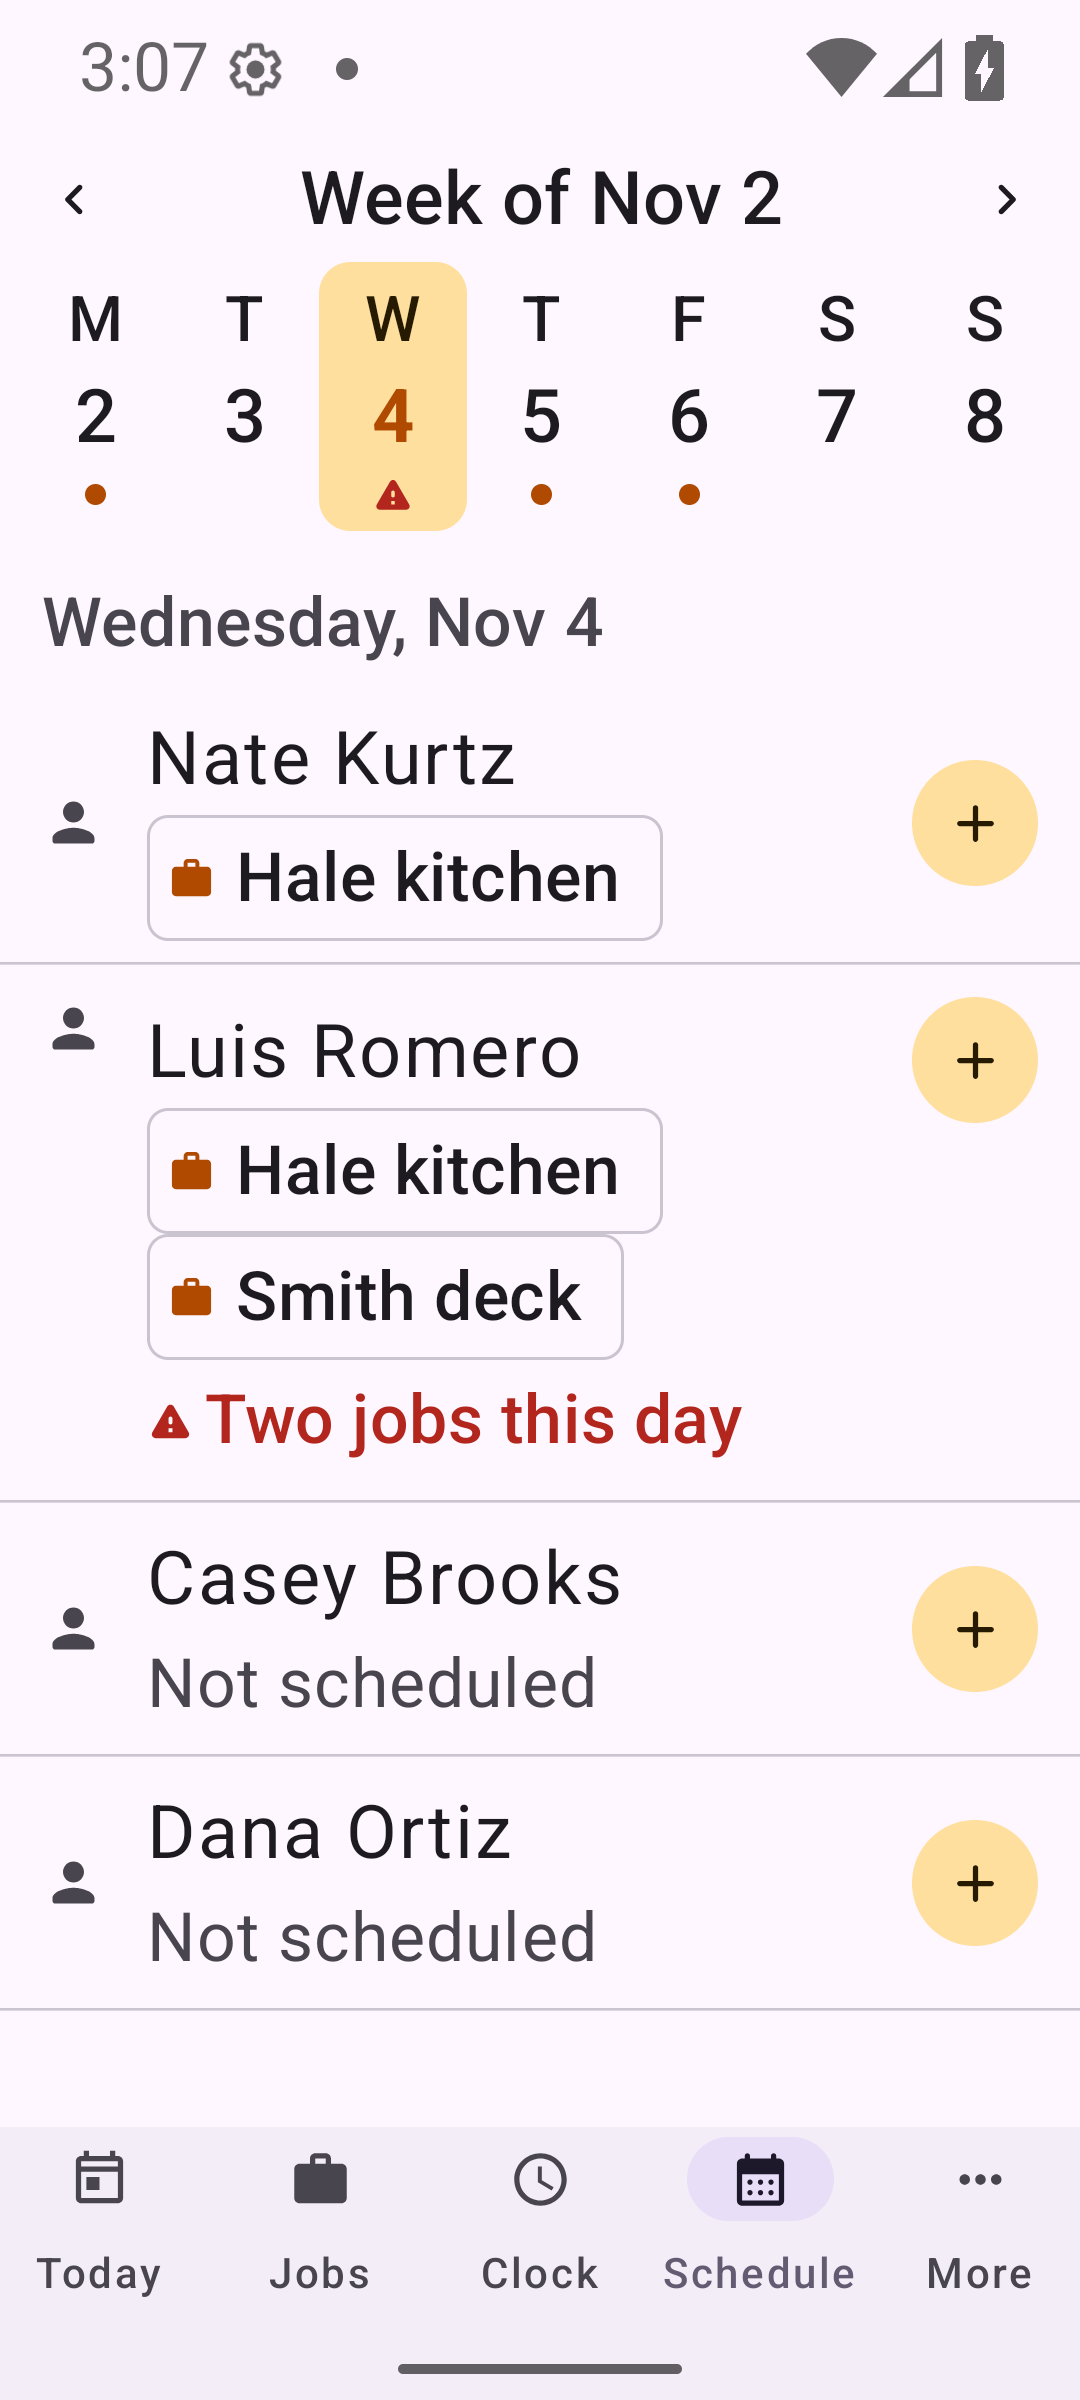 3:07
Week of Nov 2
M T W T F S S
2 3 4 5 6 7 8
Wednesday, Nov 4
Nate Kurtz
Hale kitchen
Luis Romero
Hale kitchen
Smith deck
Two jobs this day
Casey Brooks
Not scheduled
Dana Ortiz
Not scheduled
Today Jobs Clock Schedule More